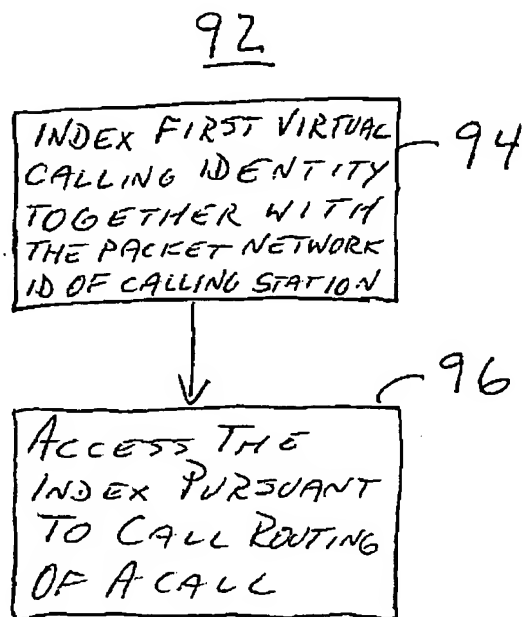 92
INDEX FIRST VIRTUAL
CALLING IDENTITY
TOGETHER WITH
THE PACKET NETWORK
ID OF CALLING STATION
94
96
ACCESS THE
INDEX PURSUANT
TO CALL ROUTING
OF A CALL